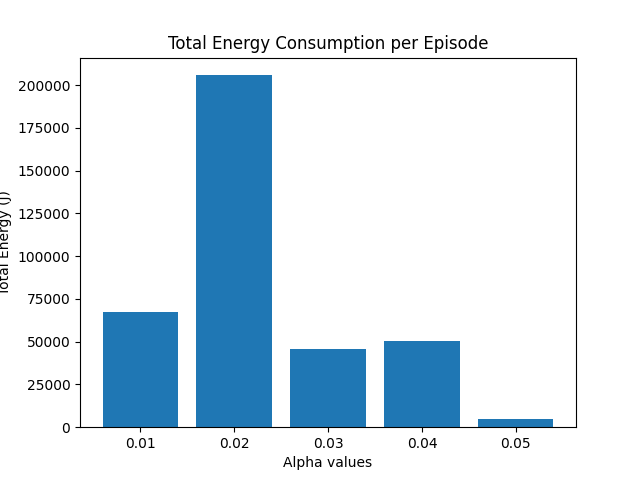 Total Energy Consumption per Episode
Total Energy (J)
200000
175000
150000
125000
100000
75000
50000
25000
0
0.01 0.02 0.03 0.04 0.05
Alpha values